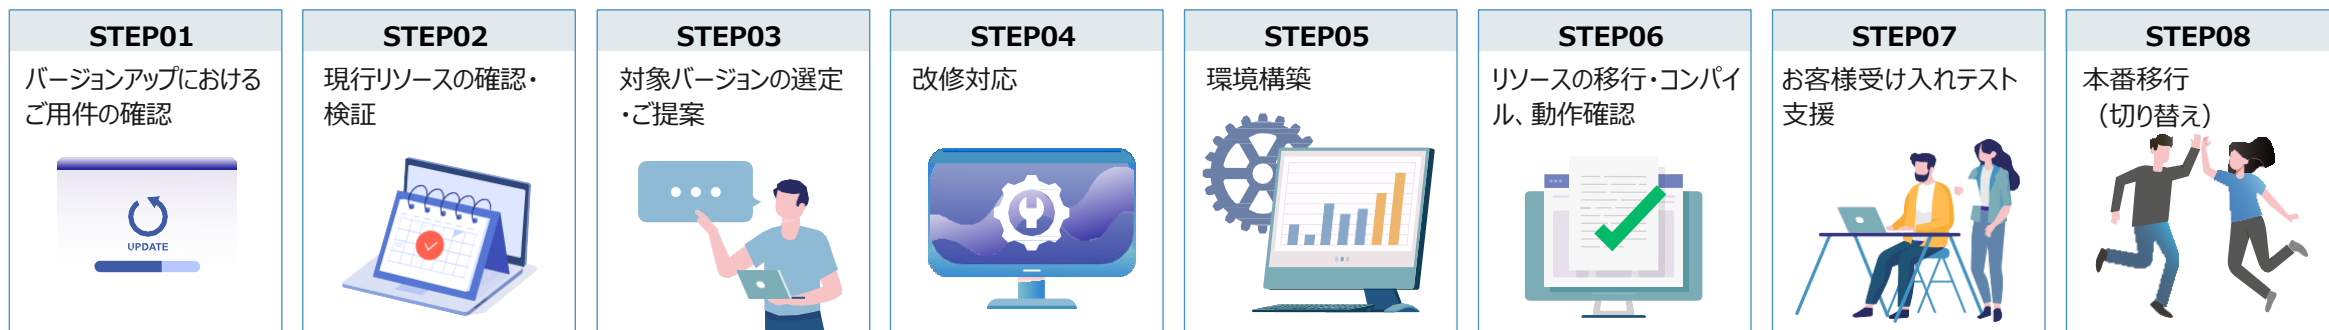 STEP01
バージョンアップにおける
ご用件の確認
UPDATE
STEP02
現行リソースの確認・
検証
STEP03
対象バージョンの選定
・ご提案
STEP04
改修対応
STEP05
環境構築
STEP06
リソースの移行・コンパイ
ル、動作確認
STEP07
お客様受け入れテスト
支援
STEP08
本番移行
（切り替え）